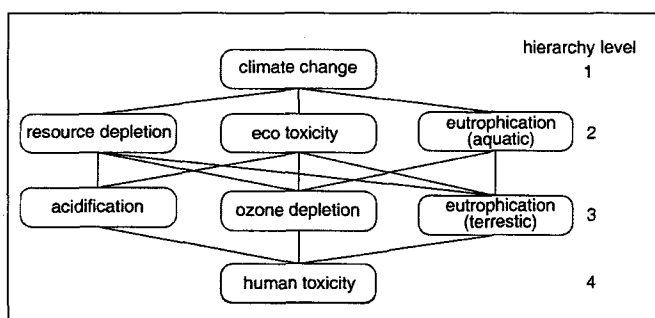 hierarchy level
climate change 1
resource depletion eco toxicity eutrophication (aquatic) 2
acidification ozone depletion eutrophication (terrestic) 3
human toxicity 4